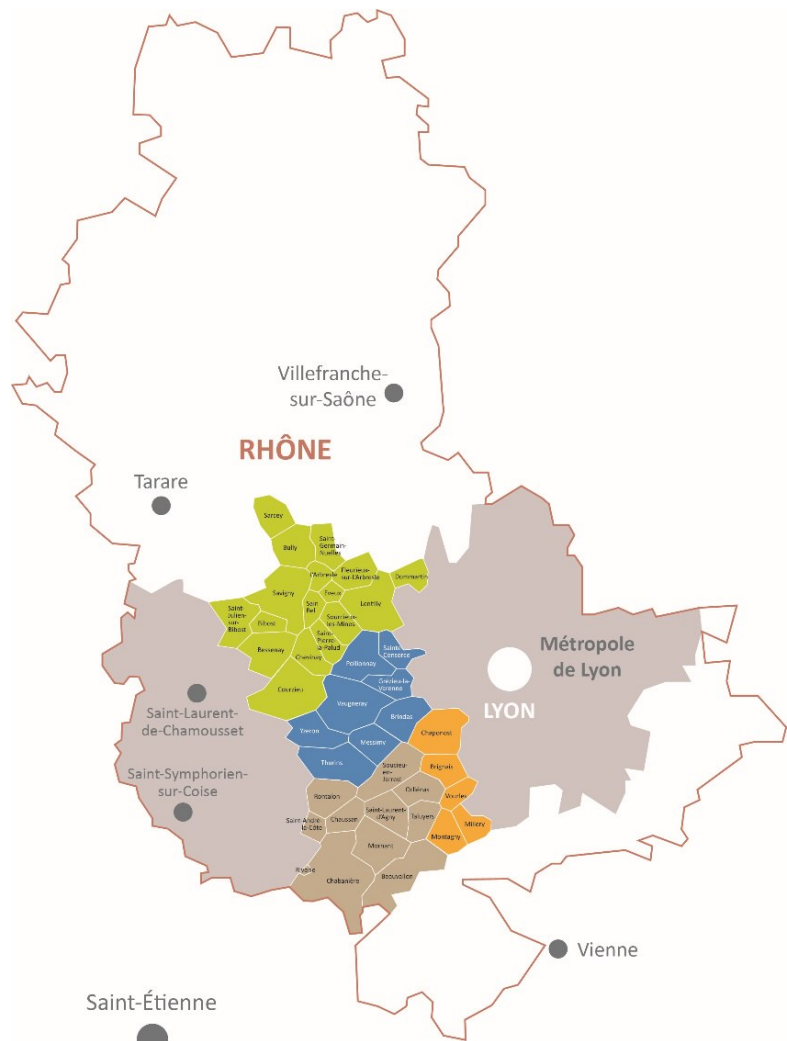 Villefranche-
sur-Saône
RHÔNE
Tarare
Sarcey
Bully
Saint-
Germain-
Nuelles
L'Arbresle
Fleurieux-
sur-L'Arbresle
Dommartin
Savigny
Éveux
Sain
Bel
Lentilly
Saint-
Julien-
sur-
Bibost
Bibost
Sourcieux-
les-Mines
Saint-
Pierre-
la-Palud
Bessenay
Chevinay
Courzieu
Pollionnay
Sainte-
Consorce
Grézieu-la-
Varenne
Vaugneray
Brindas
Yzeron
Messimy
Thurins
Métropole
de Lyon
LYON
Saint-Laurent-
de-Chamousset
Saint-Symphorien-
sur-Coise
Chaponost
Brignais
Vourles
Millery
Montagny
Soucieu-
en-Jarrest
Rontalon
Orliénas
Saint-André-
la-Côte
Chaussan
Saint-Laurent-
d'Agny
Taluyers
Mornant
Riverie
Chabanière
Beauvallon
Vienne
Saint-Étienne